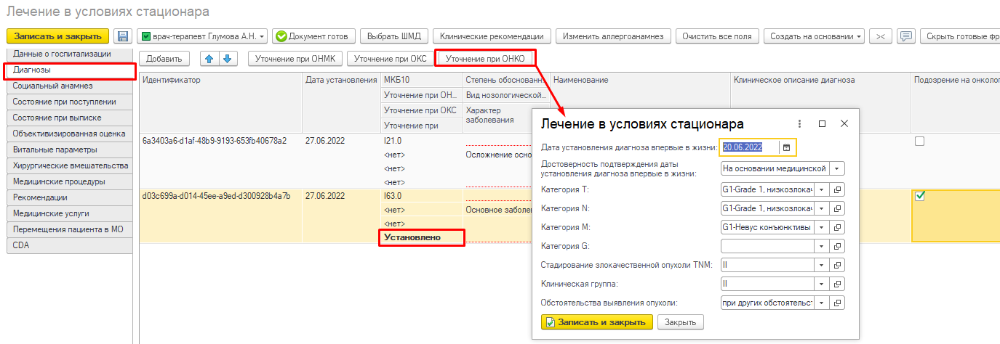 Лечение в условиях стационара
Записать и закрыть врач-терапевт Глумова А.Н. Документ готов Выбрать ШМД Клинические рекомендации Изменить аллергоанамнез Очистить все поля Создать на основании >< Скрыть готовые фр
Данные о госпитализации
Диагнозы
Социальный анамнез
Состояние при поступлении
Состояние при выписке
Объективизированная оценка
Витальные параметры
Хирургические вмешательства
Медицинские процедуры
Рекомендации
Медицинские услуги
Перемещения пациента в МО
CDA
Добавить Уточнение при ОНМК Уточнение при ОКС Уточнение при ОНКО
Идентификатор Дата установления МКБ10 Степень обоснованн... Наименование Клиническое описание диагноза Подозрение на онколог
Уточнение при ОН... Вид нозологической...
Уточнение при ОКС Характер заболевания
Уточнение при
6a3403a6-d1af-48b9-9193-653fb40678a2 27.06.2022 I21.0
<нет> Осложнение осно
<нет>
<нет>
d03c699a-d014-45ee-a9ed-d300928b4a7b 27.06.2022 I63.0
<нет> Основное заболе
<нет>
Установлено
Лечение в условиях стационара
Дата установления диагноза впервые в жизни: 20.06.2022
Достоверность подтверждения даты
установления диагноза впервые в жизни: На основании медицинской
Категория T: G1-Grade 1, низкозлокач
Категория N: G1-Grade 1, низкозлокач
Категория M: G1-Невус конъюнктивы
Категория G:
Стадирование злокачественной опухоли TNM: II
Клиническая группа: II
Обстоятельства выявления опухоли: при других обстоятельст
Записать и закрыть Закрыть